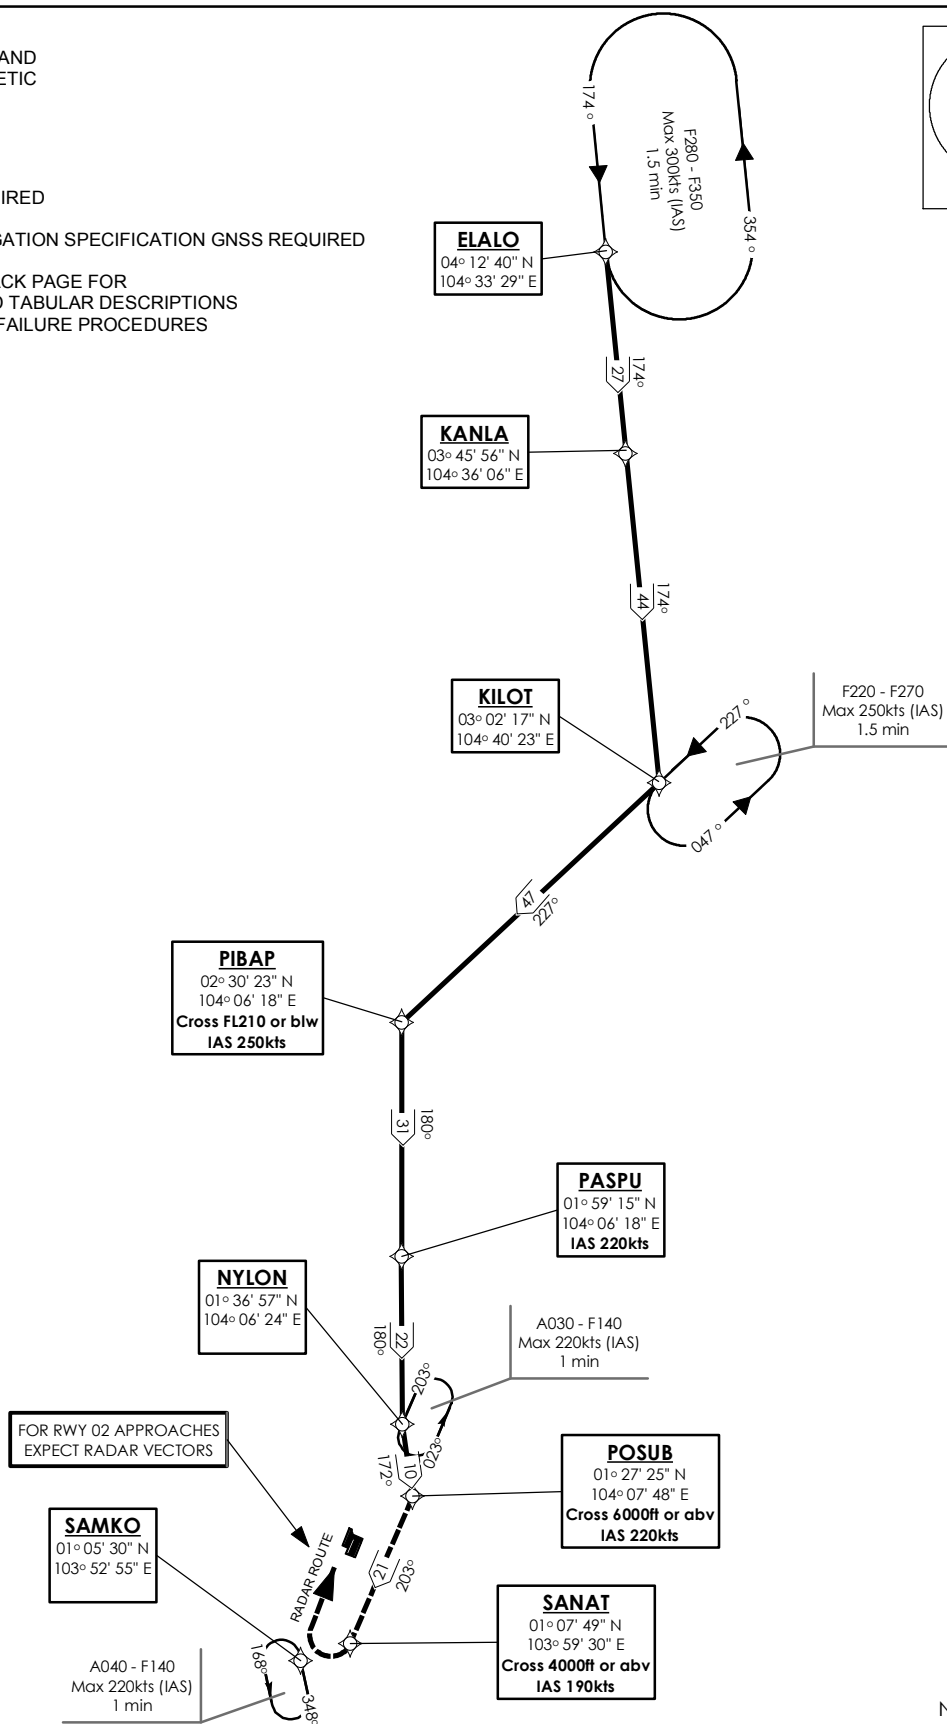 AND
ETIC
IRED
GATION SPECIFICATION GNSS REQUIRED
ACK PAGE FOR
D TABULAR DESCRIPTIONS
FAILURE PROCEDURES
174°
F280 - F350
Max 300kts (IAS)
1.5 min
354°
ELALO
04° 12' 40" N
104° 33' 29" E
27
174°
KANLA
03° 45' 56" N
104° 36' 06" E
44
174°
KILOT
03° 02' 17" N
104° 40' 23" E
227°
047°
F220 - F270
Max 250kts (IAS)
1.5 min
47
227°
PIBAP
02° 30' 23" N
104° 06' 18" E
Cross FL210 or blw
IAS 250kts
31
180°
PASPU
01° 59' 15" N
104° 06' 18" E
IAS 220kts
NYLON
01° 36' 57" N
104° 06' 24" E
22
180°
A030 - F140
Max 220kts (IAS)
1 min
203°
023°
10
172°
FOR RWY 02 APPROACHES
EXPECT RADAR VECTORS
POSUB
01° 27' 25" N
104° 07' 48" E
Cross 6000ft or abv
IAS 220kts
SAMKO
01° 05' 30" N
103° 52' 55" E
RADAR ROUTE
21
203°
SANAT
01° 07' 49" N
103° 59' 30" E
Cross 4000ft or abv
IAS 190kts
168°
348°
A040 - F140
Max 220kts (IAS)
1 min
N